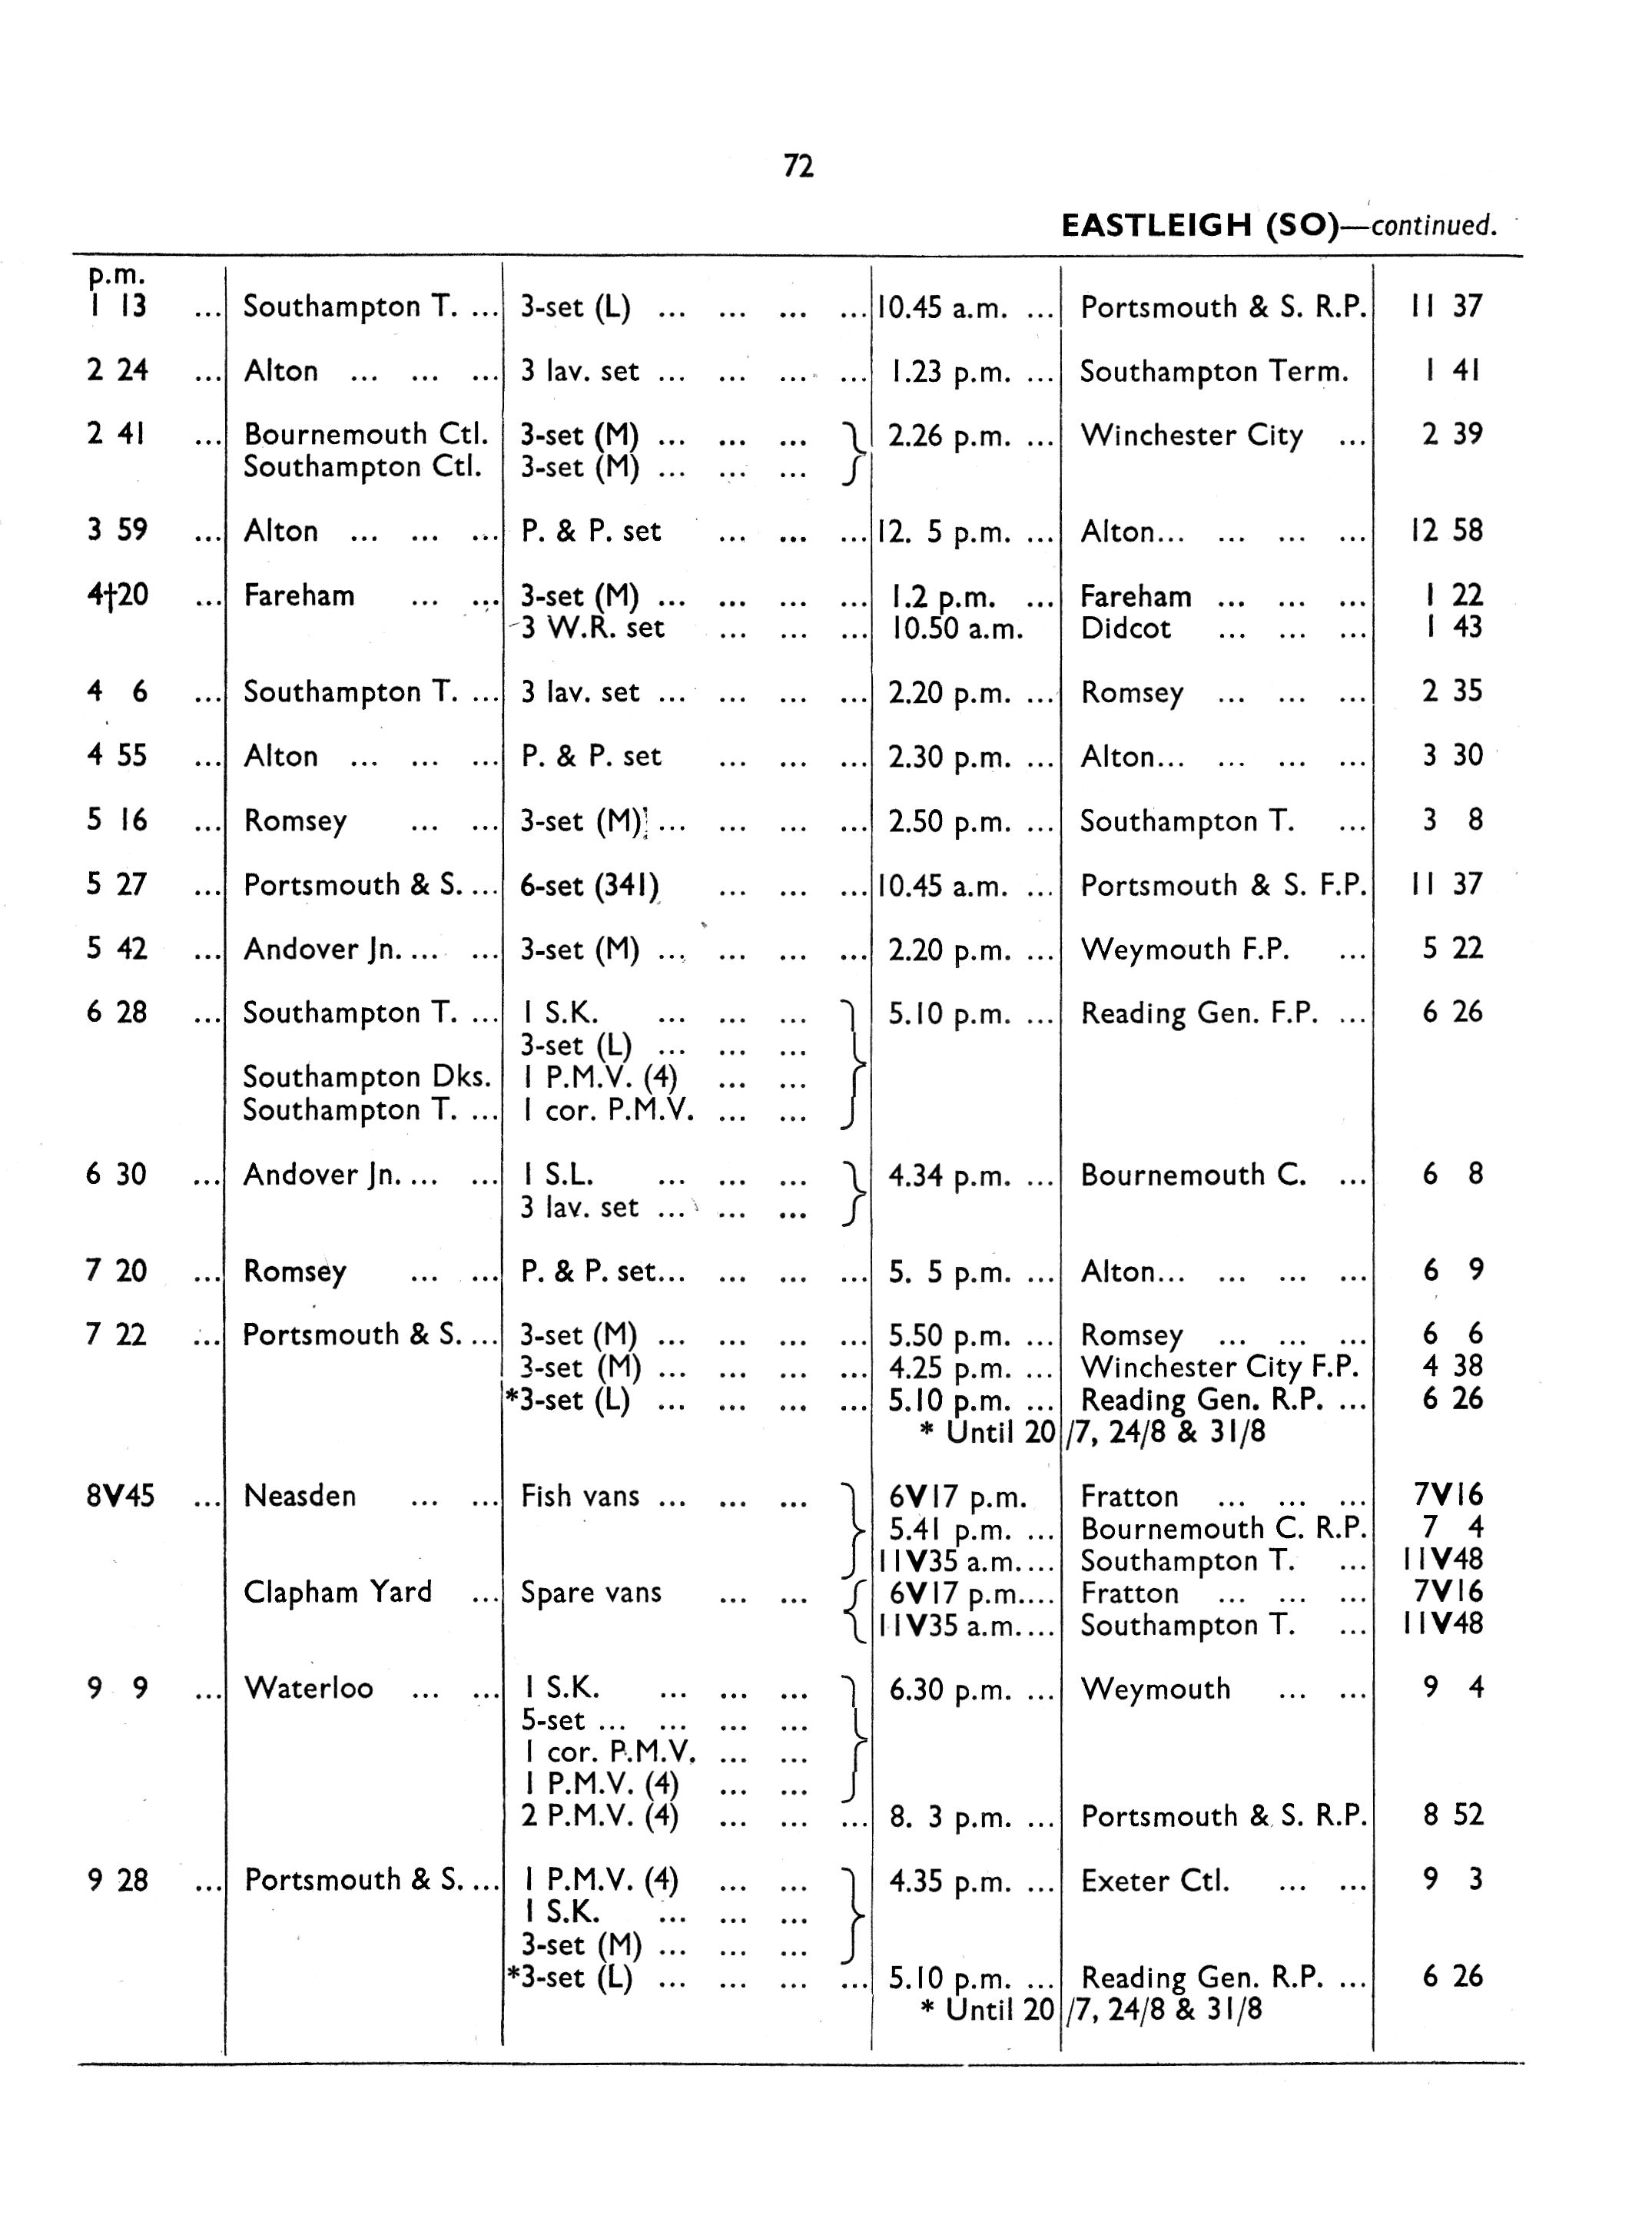 72
EASTLEIGH (SO)—continued.
p.m.
1 13 ... Southampton T. ... 3-set (L) ... ... ... ... 10.45 a.m. ... Portsmouth & S. R.P. 11 37
2 24 ... Alton ... ... ... 3 lav. set ... ... ... ... 1.23 p.m. ... Southampton Term. 1 41
2 41 ... Bournemouth Ctl. 3-set (M) ... ... ... } 2.26 p.m. ... Winchester City ... 2 39
Southampton Ctl. 3-set (M) ... ... ...
3 59 ... Alton ... ... ... P. & P. set ... ... ... 12. 5 p.m. ... Alton... ... ... ... 12 58
4†20 ... Fareham ... ... 3-set (M) ... ... ... ... 1.2 p.m. ... Fareham ... ... ... 1 22
3 W.R. set ... ... ... 10.50 a.m. Didcot ... ... ... 1 43
4 6 ... Southampton T. ... 3 lav. set ... ... ... ... 2.20 p.m. ... Romsey ... ... ... 2 35
4 55 ... Alton ... ... ... P. & P. set ... ... ... 2.30 p.m. ... Alton... ... ... ... 3 30
5 16 ... Romsey ... ... 3-set (M) ... ... ... ... 2.50 p.m. ... Southampton T. ... 3 8
5 27 ... Portsmouth & S. ... 6-set (341) ... ... ... 10.45 a.m. ... Portsmouth & S. F.P. 11 37
5 42 ... Andover Jn. ... ... 3-set (M) ... ... ... ... 2.20 p.m. ... Weymouth F.P. ... 5 22
6 28 ... Southampton T. ... 1 S.K. ... ... ... } 5.10 p.m. ... Reading Gen. F.P. ... 6 26
3-set (L) ... ... ...
Southampton Dks. 1 P.M.V. (4) ... ...
Southampton T. ... 1 cor. P.M.V. ... ...
6 30 ... Andover Jn. ... ... 1 S.L. ... ... ... } 4.34 p.m. ... Bournemouth C. ... 6 8
3 lav. set ... ... ...
7 20 ... Romsey ... ... P. & P. set... ... ... ... 5. 5 p.m. ... Alton... ... ... ... 6 9
7 22 ... Portsmouth & S. ... 3-set (M) ... ... ... ... 5.50 p.m. ... Romsey ... ... ... 6 6
3-set (M) ... ... ... ... 4.25 p.m. ... Winchester City F.P. 4 38
*3-set (L) ... ... ... ... 5.10 p.m. ... Reading Gen. R.P. ... 6 26
* Until 20/7, 24/8 & 31/8
8V45 ... Neasden ... ... Fish vans ... ... ... } 6V17 p.m. Fratton ... ... ... 7V16
5.41 p.m. ... Bournemouth C. R.P. 7 4
11V35 a.m. ... Southampton T. ... 11V48
Clapham Yard ... Spare vans ... ... { 6V17 p.m. ... Fratton ... ... ... 7V16
11V35 a.m. ... Southampton T. ... 11V48
9 9 ... Waterloo ... ... 1 S.K. ... ... ... } 6.30 p.m. ... Weymouth ... ... 9 4
5-set ... ... ... ...
1 cor. P.M.V. ... ...
1 P.M.V. (4) ... ...
2 P.M.V. (4) ... ... ... 8. 3 p.m. ... Portsmouth & S. R.P. 8 52
9 28 ... Portsmouth & S. ... 1 P.M.V. (4) ... ... } 4.35 p.m. ... Exeter Ctl. ... ... 9 3
1 S.K. ... ... ...
3-set (M) ... ... ...
*3-set (L) ... ... ... ... 5.10 p.m. ... Reading Gen. R.P. ... 6 26
* Until 20/7, 24/8 & 31/8